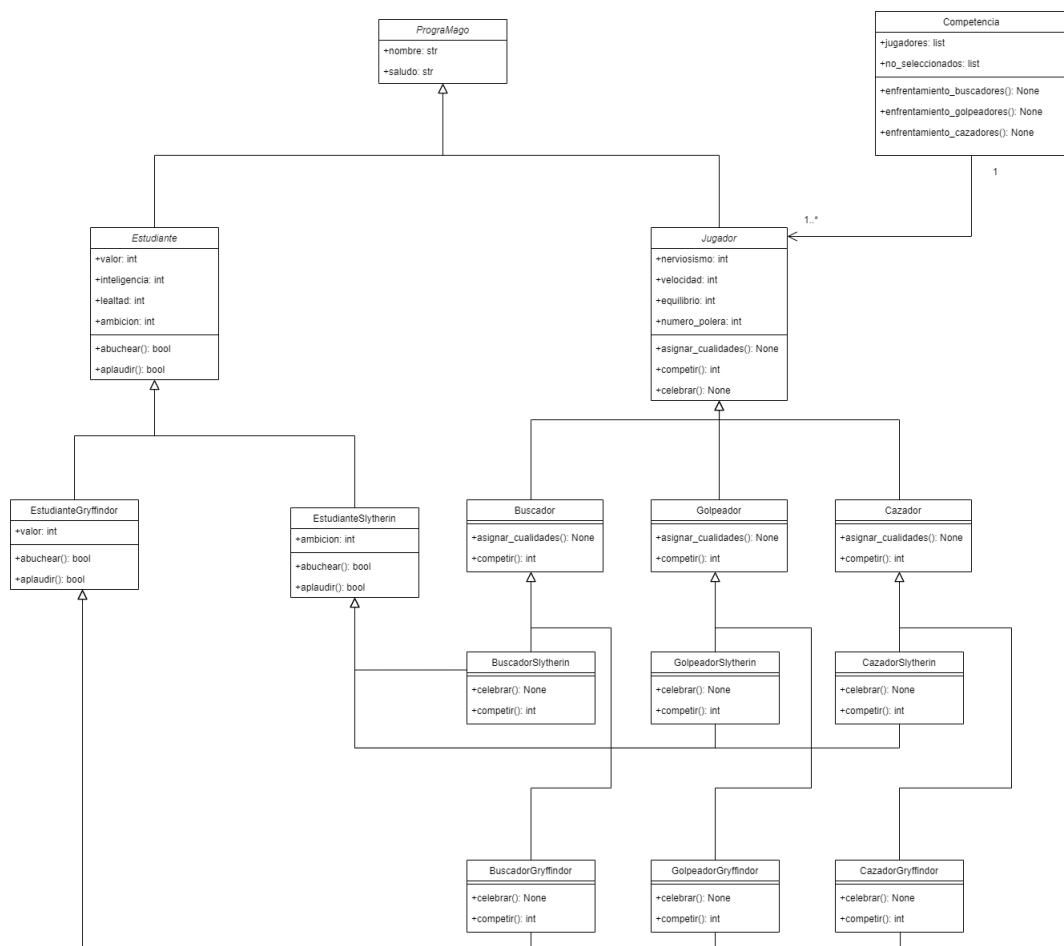 PrograMago
+nombre: str
+saludo: str
Competencia
+jugadores: list
+no_seleccionados: list
+enfrentamiento_buscadores(): None
+enfrentamiento_golpeadores(): None
+enfrentamiento_cazadores(): None
1
1..*
Estudiante
+valor: int
+inteligencia: int
+lealtad: int
+ambicion: int
+abuchear(): bool
+aplaudir(): bool
Jugador
+nerviosismo: int
+velocidad: int
+equilibrio: int
+numero_polera: int
+asignar_cualidades(): None
+competir(): int
+celebrar(): None
EstudianteGryffindor
+valor: int
+abuchear(): bool
+aplaudir(): bool
EstudianteSlytherin
+ambicion: int
+abuchear(): bool
+aplaudir(): bool
Buscador
+asignar_cualidades(): None
+competir(): int
Golpeador
+asignar_cualidades(): None
+competir(): int
Cazador
+asignar_cualidades(): None
+competir(): int
BuscadorSlytherin
+celebrar(): None
+competir(): int
GolpeadorSlytherin
+celebrar(): None
+competir(): int
CazadorSlytherin
+celebrar(): None
+competir(): int
BuscadorGryffindor
+celebrar(): None
+competir(): int
GolpeadorGryffindor
+celebrar(): None
+competir(): int
CazadorGryffindor
+celebrar(): None
+competir(): int